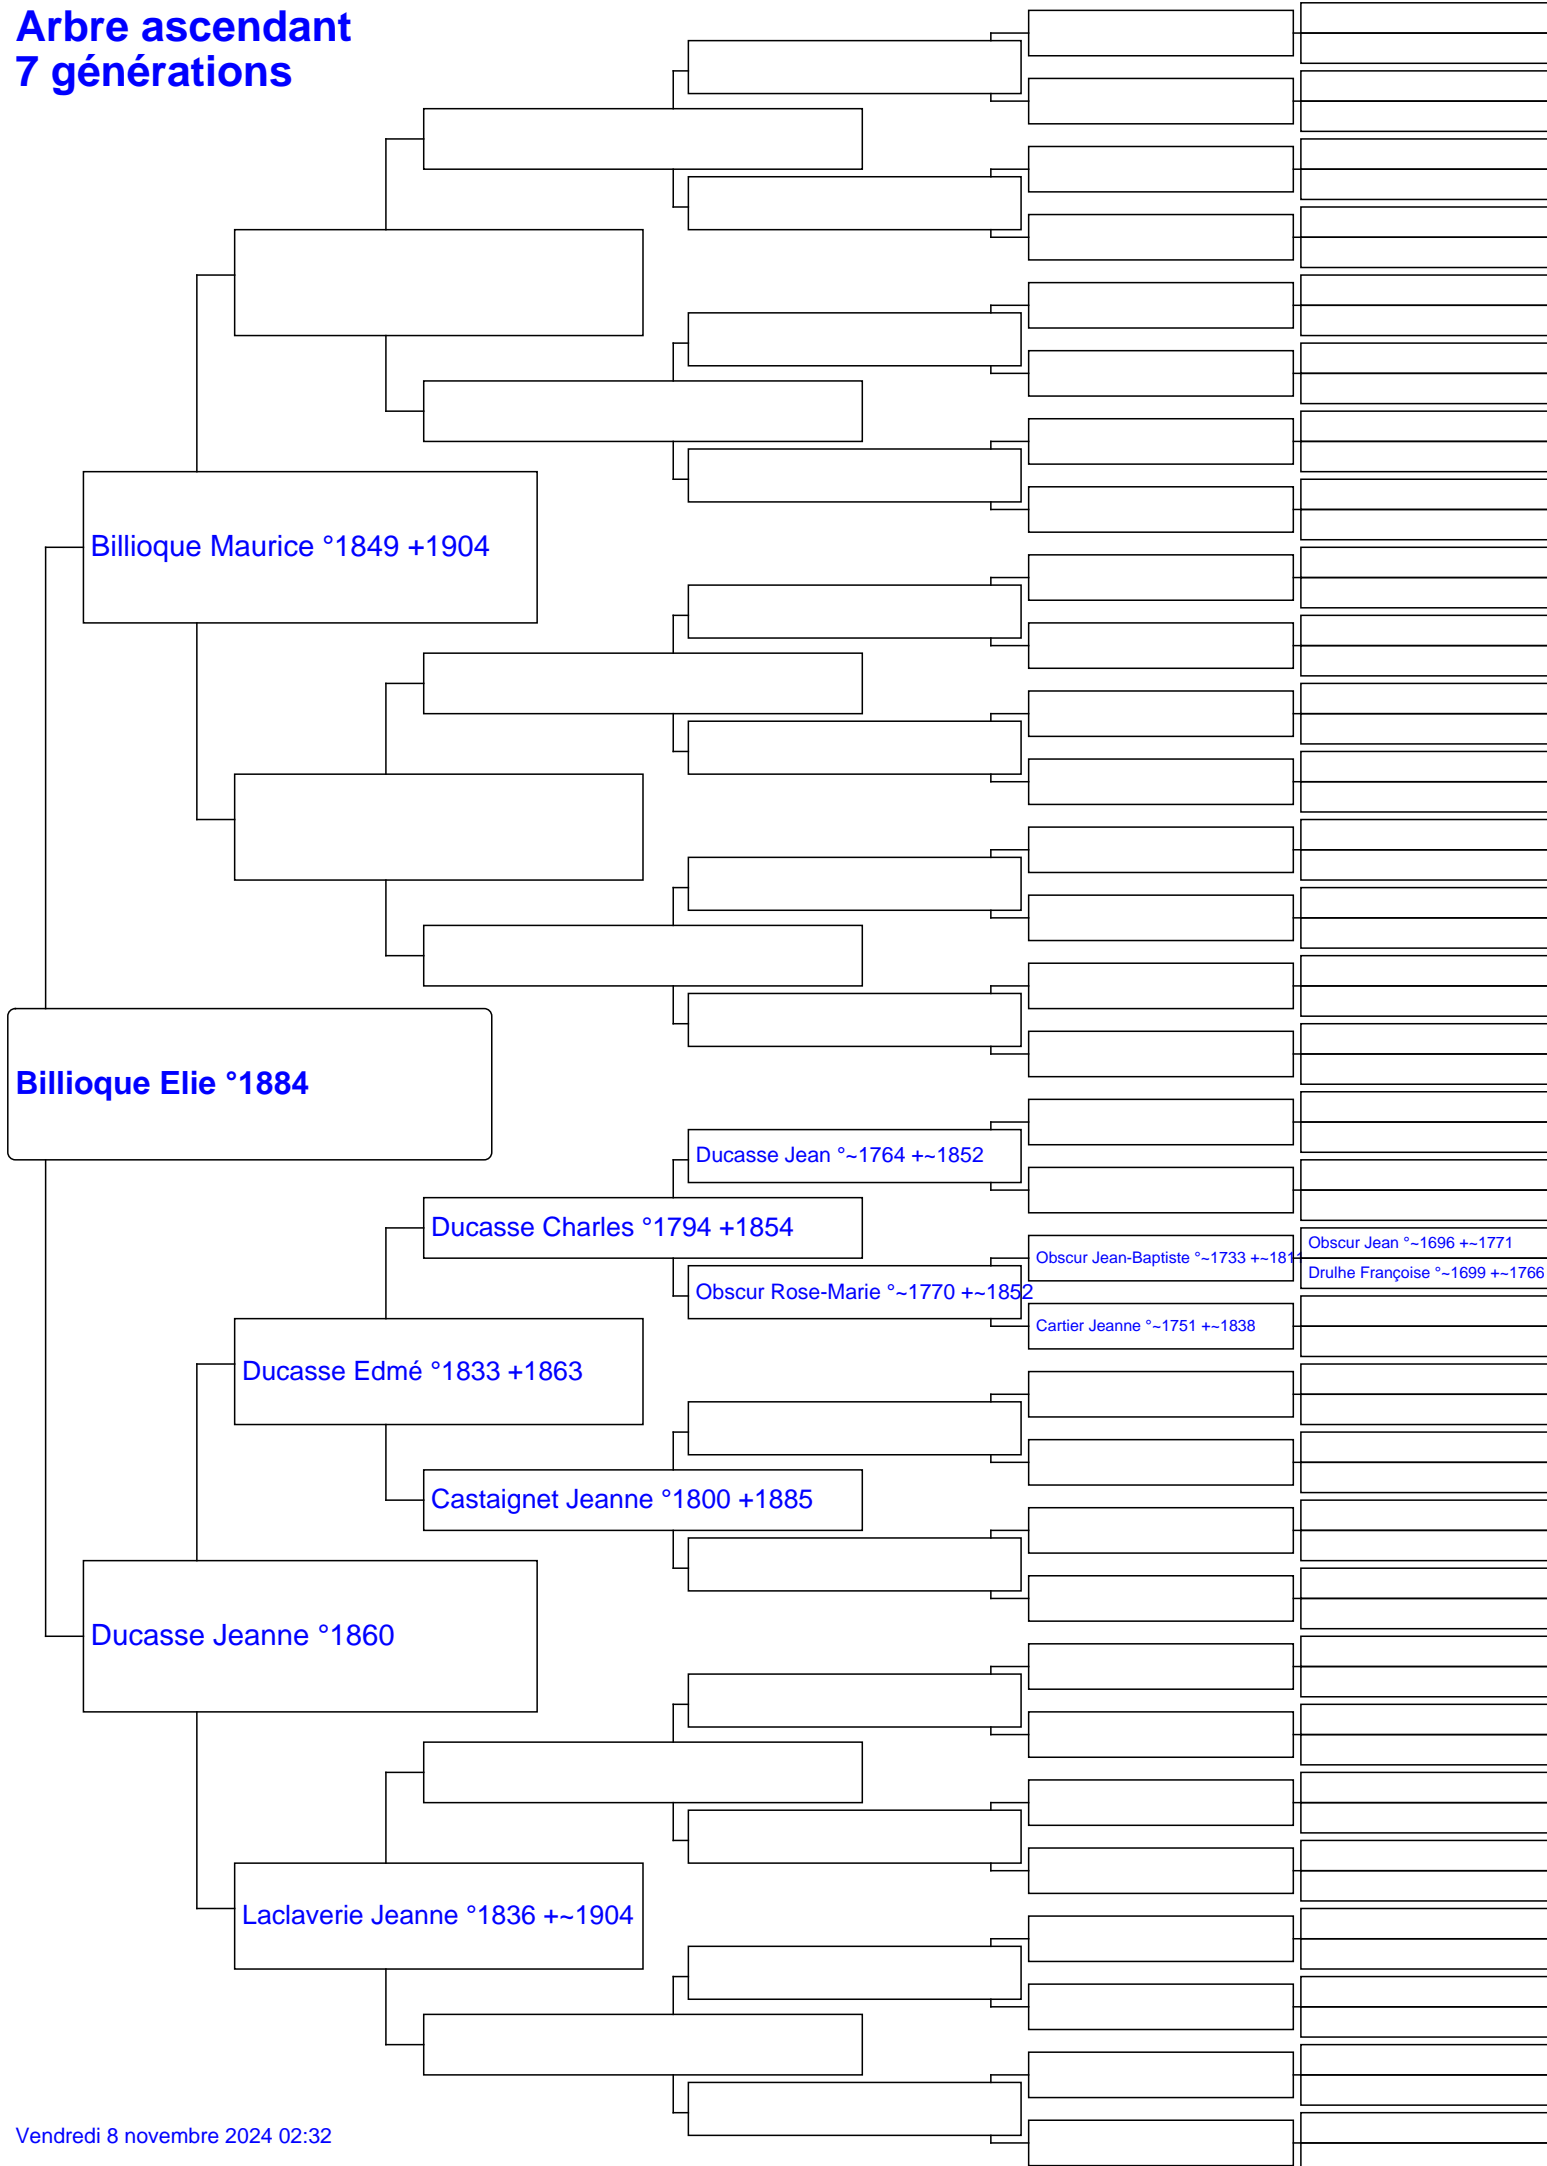 Arbre ascendant
7 générations
Billioque Maurice °1849 +1904
Billioque Elie °1884
Ducasse Jean °~1764 +~1852
Ducasse Charles °1794 +1854
Obscur Jean-Baptiste °~1733
Obscur Jean °~1696 +~1771
Drulhe Françoise °~1699 +~1766
Obscur Rose-Marie °~1770 +~1852
Cartier Jeanne °~1751 +~1838
Ducasse Edmé °1833 +1863
Castaignet Jeanne °1800 +1885
Ducasse Jeanne °1860
Laclaverie Jeanne °1836 +~1904
Vendredi 8 novembre 2024 02:32